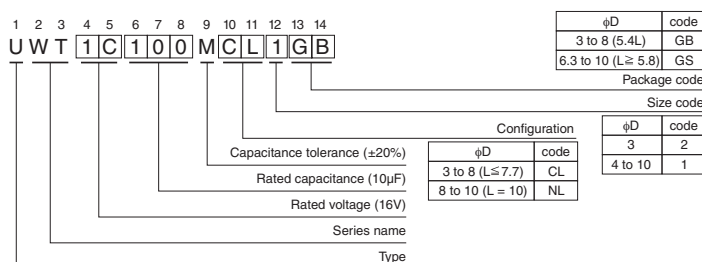 1 2 3 4 5 6 7 8 9 10 11 12 13 14
U W T 1 C 1 0 0 M C L 1 G B
ϕD code
3 to 8 (5.4L) GB
6.3 to 10 (L≧ 5.8) GS
Package code
Size code
ϕD code
3 2
4 to 10 1
Configuration
ϕD code
3 to 8 (L≦7.7) CL
8 to 10 (L = 10) NL
Capacitance tolerance (±20%)
Rated capacitance (10µF)
Rated voltage (16V)
Series name
Type